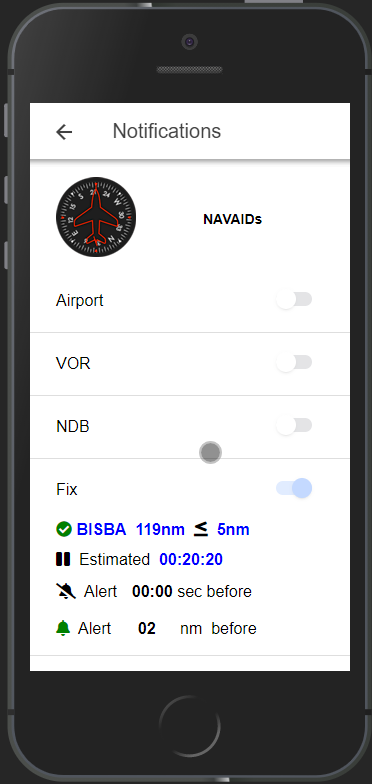 Notifications
NAVAIDs
Airport
VOR
NDB
Fix
BISBA 119nm ≤ 5nm
Estimated 00:20:20
Alert 00:00 sec before
Alert 02 nm before